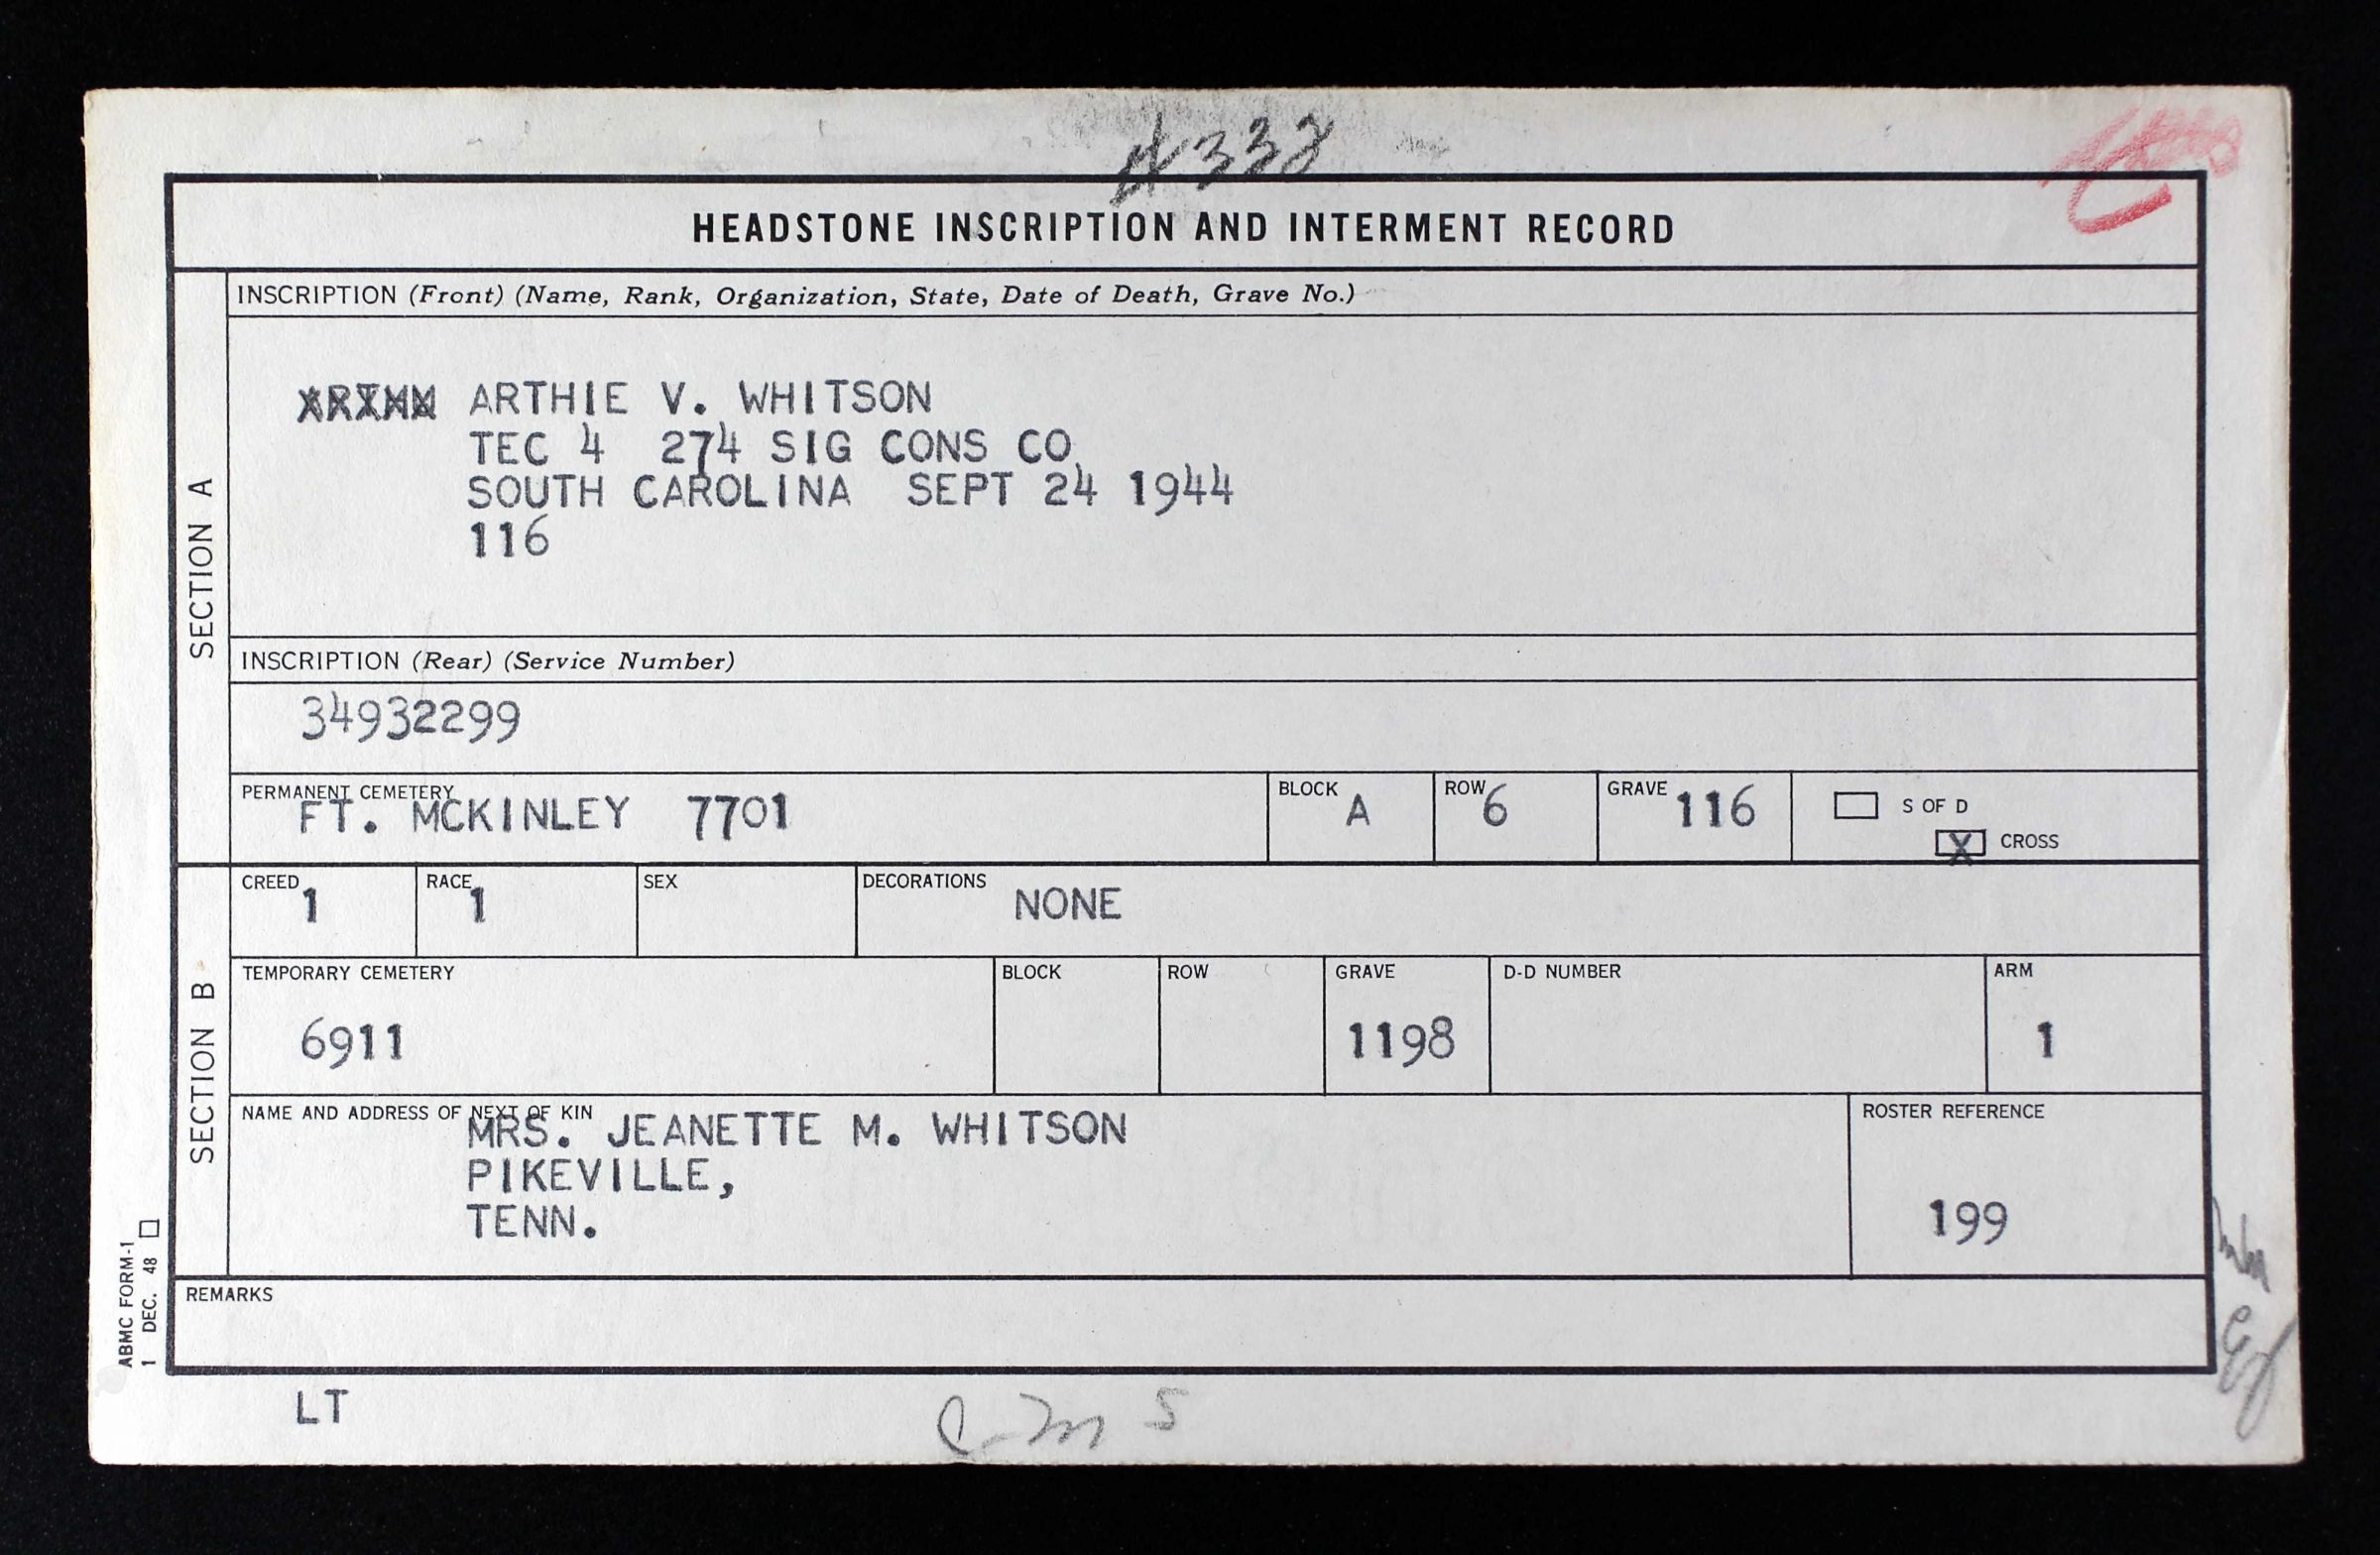 4332
HEADSTONE INSCRIPTION AND INTERMENT RECORD
SECTION A
INSCRIPTION (Front) (Name, Rank, Organization, State, Date of Death, Grave No.)
ARTHIE V. WHITSON
TEC 4 274 SIG CONS CO
SOUTH CAROLINA SEPT 24 1944
116
INSCRIPTION (Rear) (Service Number)
34932299
PERMANENT CEMETERY FT. MCKINLEY 7701 BLOCK A ROW 6 GRAVE 116 S OF D
X CROSS
SECTION B
CREED 1 RACE 1 SEX DECORATIONS NONE
TEMPORARY CEMETERY BLOCK ROW GRAVE D-D NUMBER ARM
6911 1198 1
NAME AND ADDRESS OF NEXT OF KIN MRS. JEANETTE M. WHITSON ROSTER REFERENCE
PIKEVILLE,
TENN. 199
REMARKS
ABMC FORM-1
1 DEC. 48
LT